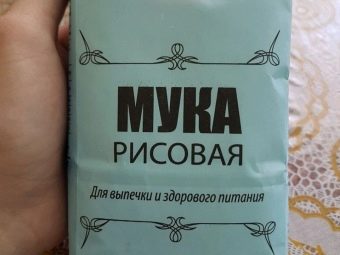 МУКА
РИСОВАЯ
Для выпечки и здорового питания